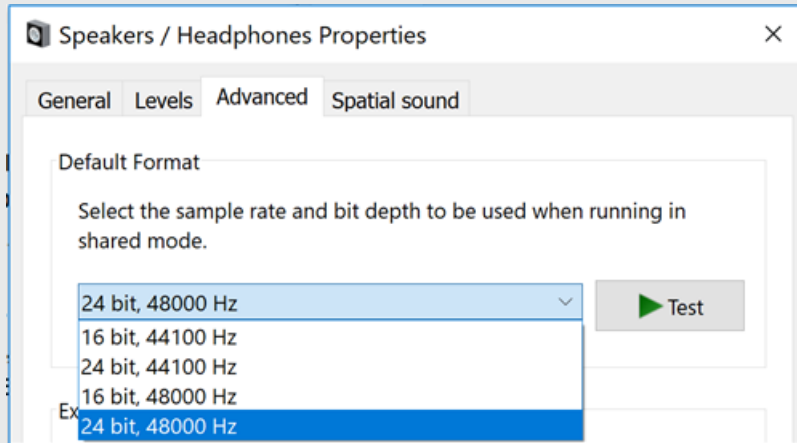 Speakers / Headphones Properties
General Levels Advanced Spatial sound
Default Format
Select the sample rate and bit depth to be used when running in
shared mode.
24 bit, 48000 Hz
Test
16 bit, 44100 Hz
24 bit, 44100 Hz
16 bit, 48000 Hz
Ex
24 bit, 48000 Hz